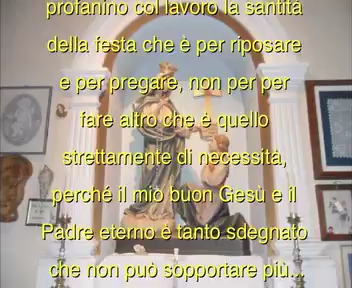 profanino col lavoro la santità
della festa che è per riposare
e per pregare, non per per
fare altro che è quello
strettamente di necessità,
perché il mio buon Gesù e il
Padre eterno è tanto sdegnato
che non può sopportare più...